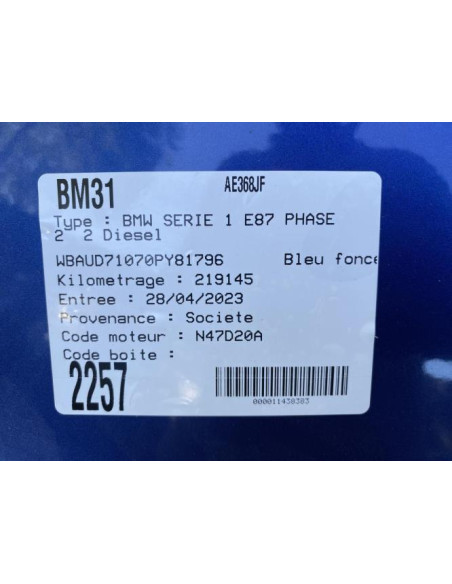 BM31 AE368JF
Type : BMW SERIE 1 E87 PHASE
2 2 Diesel
WBAUD71070PY81796 Bleu fonce
Kilometrage : 219145
Entree : 28/04/2023
Provenance : Societe
Code moteur : N47D20A
Code boite :
2257
000011430383